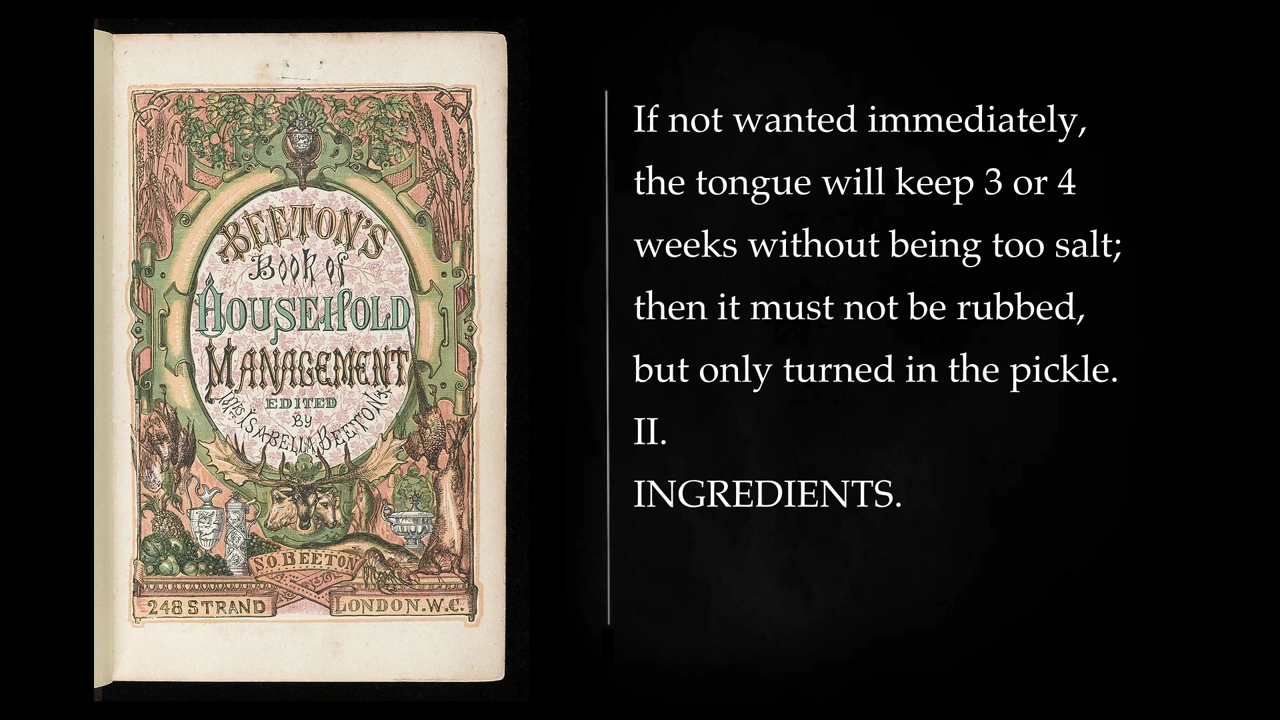 BEETON'S
Book of
HOUSEHOLD
MANAGEMENT
EDITED
By
MRS ISABELLA BEETON.
S.O. BEETON
248 STRAND
LONDON.W.C.
If not wanted immediately,
the tongue will keep 3 or 4
weeks without being too salt;
then it must not be rubbed,
but only turned in the pickle.
II.
INGREDIENTS.